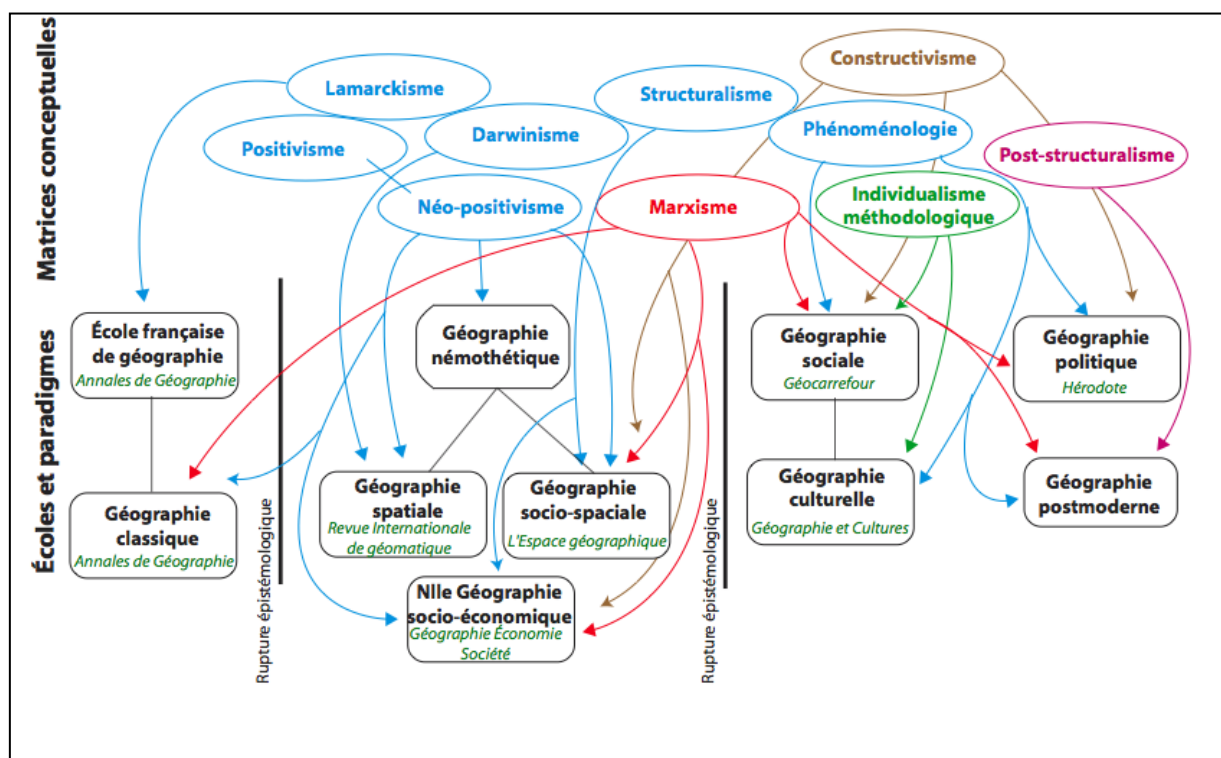 Matrices conceptuelles
Constructivisme
Lamarckisme
Structuralisme
Positivisme
Darwinisme
Phénoménologie
Post-structuralisme
Néo-positivisme
Marxisme
Individualisme
méthodologique
Écoles et paradigmes
École française
de géographie
Annales de Géographie
Géographie
némothétique
Géographie
sociale
Géocarrefour
Géographie
politique
Hérodote
Géographie
classique
Annales de Géographie
Rupture épistémologique
Géographie
spatiale
Revue Internationale
de géomatique
Géographie
socio-spaciale
L'Espace géographique
Nlle Géographie
socio-économique
Géographie Économie
Société
Rupture épistémologique
Géographie
culturelle
Géographie et Cultures
Géographie
postmoderne